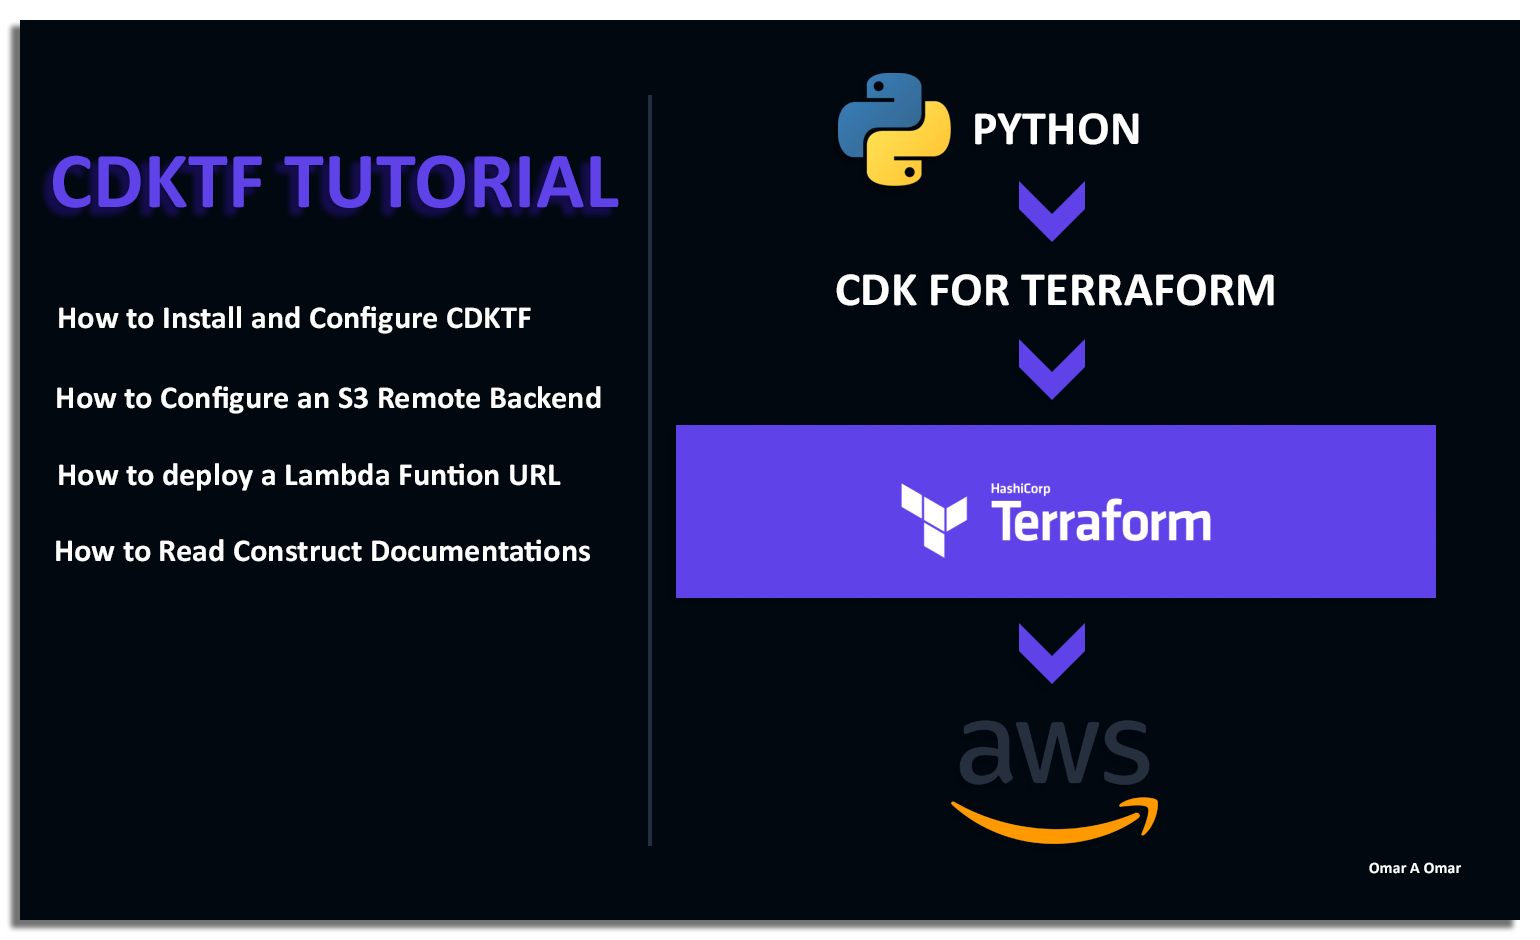 CDKTF TUTORIAL
How to Install and Configure CDKTF
How to Configure an S3 Remote Backend
How to deploy a Lambda Funtion URL
How to Read Construct Documentations
PYTHON
CDK FOR TERRAFORM
HashiCorp
Terraform
aws
Omar A Omar